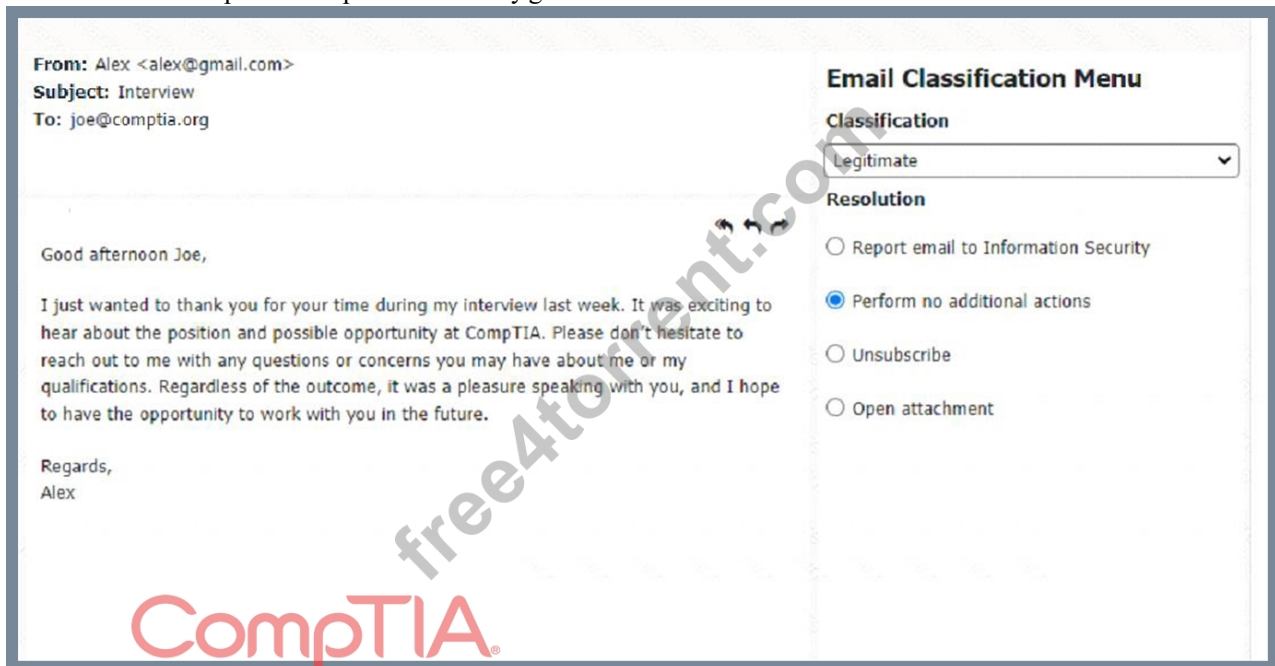 From: Alex <alex@gmail.com>
Subject: Interview
To: joe@comptia.org
Good afternoon Joe,
I just wanted to thank you for your time during my interview last week. It was exciting to
hear about the position and possible opportunity at CompTIA. Please don't hesitate to
reach out to me with any questions or concerns you may have about me or my
qualifications. Regardless of the outcome, it was a pleasure speaking with you, and I hope
to have the opportunity to work with you in the future.
Regards,
Alex
Email Classification Menu
Classification
Legitimate
Resolution
Report email to Information Security
Perform no additional actions
Unsubscribe
Open attachment
free4torrent.com
CompTIA®